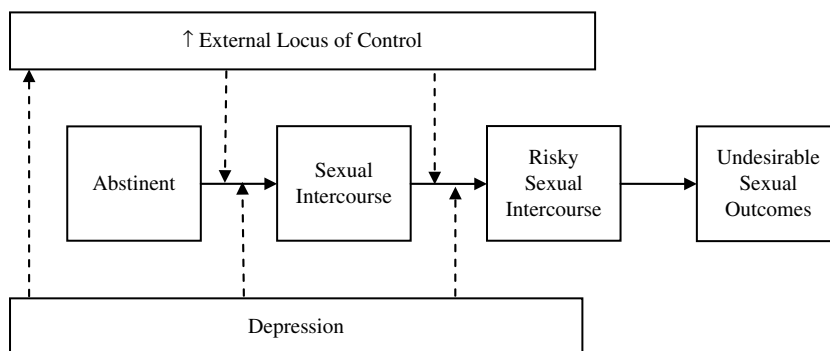 ↑ External Locus of Control
Abstinent
Sexual
Intercourse
Risky
Sexual
Intercourse
Undesirable
Sexual
Outcomes
Depression